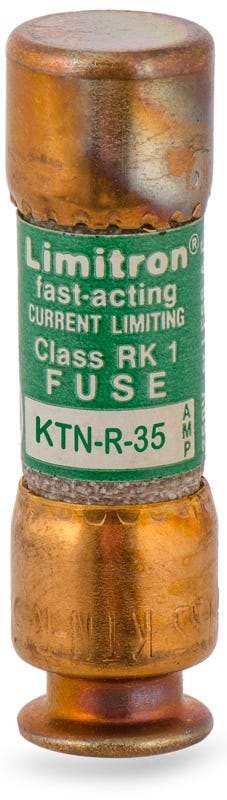 Limitron®
fast-acting
CURRENT LIMITING
Class RK 1
FUSE
KTN-R-35 AMP